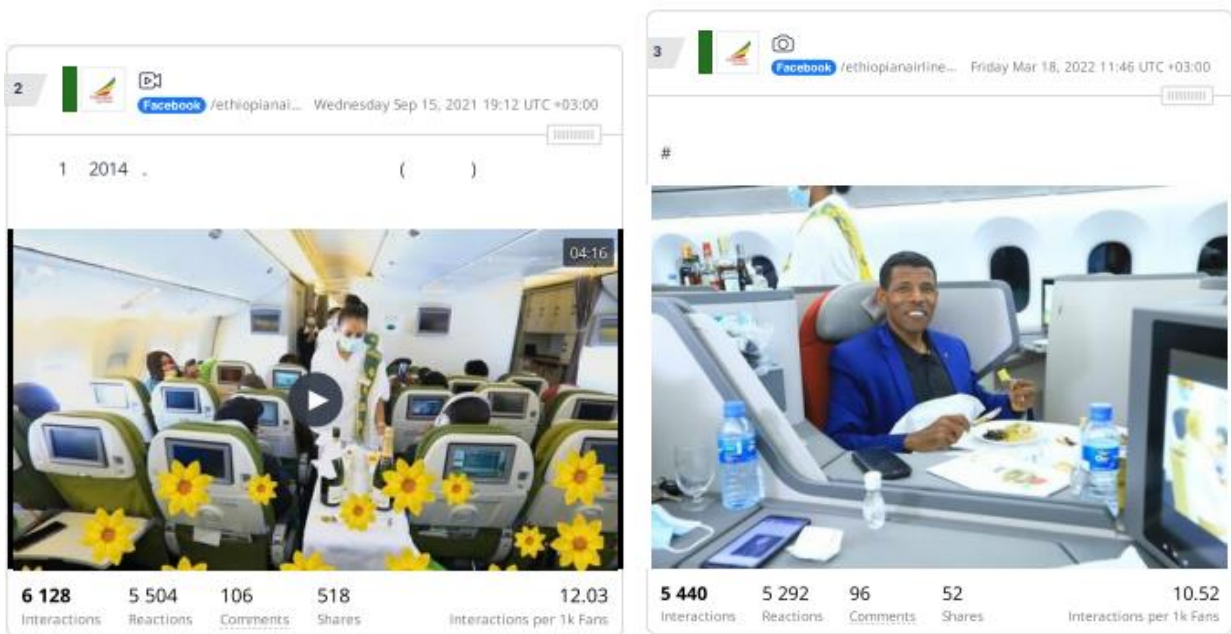 2
Facebook /ethiopianai... Wednesday Sep 15, 2021 19:12 UTC +03:00
1 2014 . ( )
04:16
6 128 5 504 106 518 12.03
Interactions Reactions Comments Shares Interactions per 1k Fans
3
Facebook /ethiopianairline... Friday Mar 18, 2022 11:46 UTC +03:00
#
5 440 5 292 96 52 10.52
Interactions Reactions Comments Shares Interactions per 1k Fans